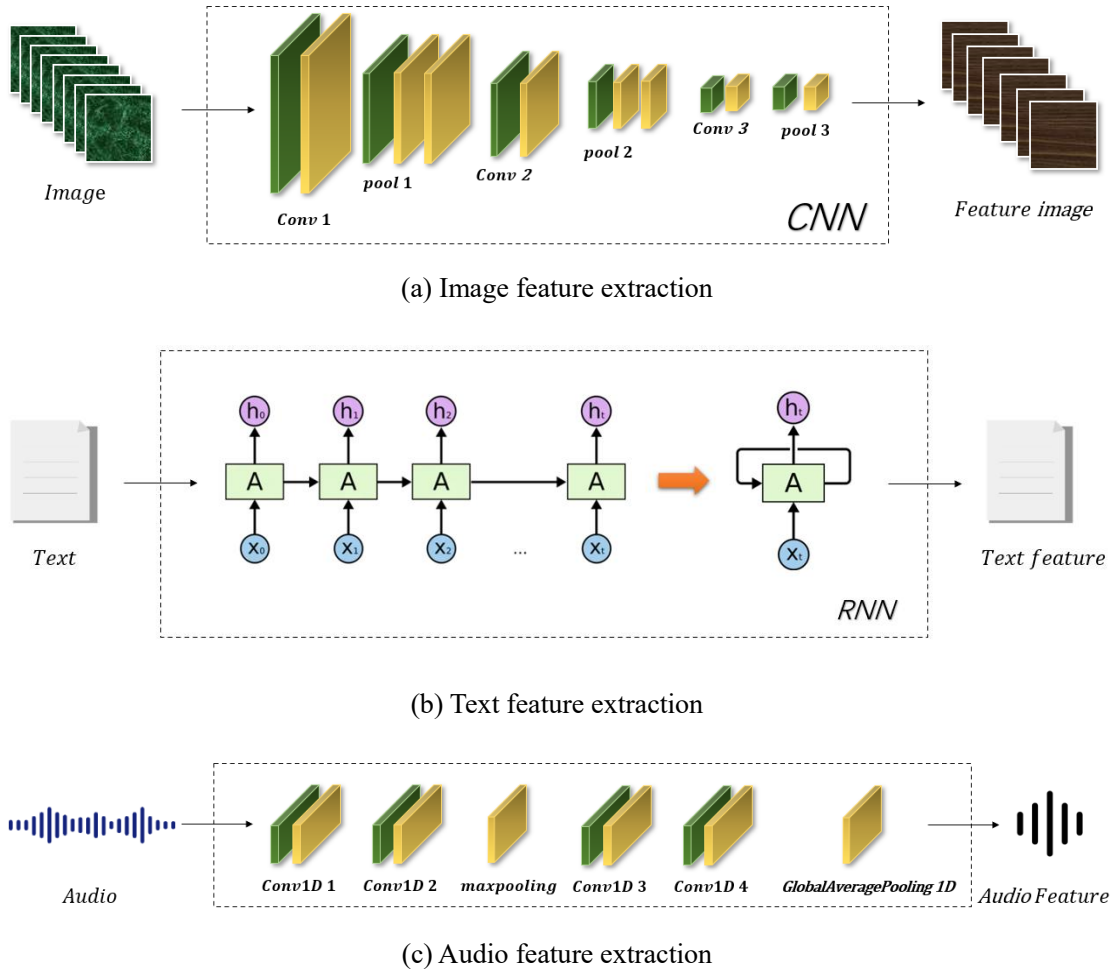 Image
Conv 1
pool 1
Conv 2
pool 2
Conv 3
pool 3
CNN
Feature image
(a) Image feature extraction
h₀ h₁ h₂ hₜ hₜ
A A A A A
x₀ x₁ x₂ ... xₜ xₜ
Text
RNN
Text feature
(b) Text feature extraction
Audio
Conv1D 1
Conv1D 2
maxpooling
Conv1D 3
Conv1D 4
GlobalAveragePooling 1D
Audio Feature
(c) Audio feature extraction